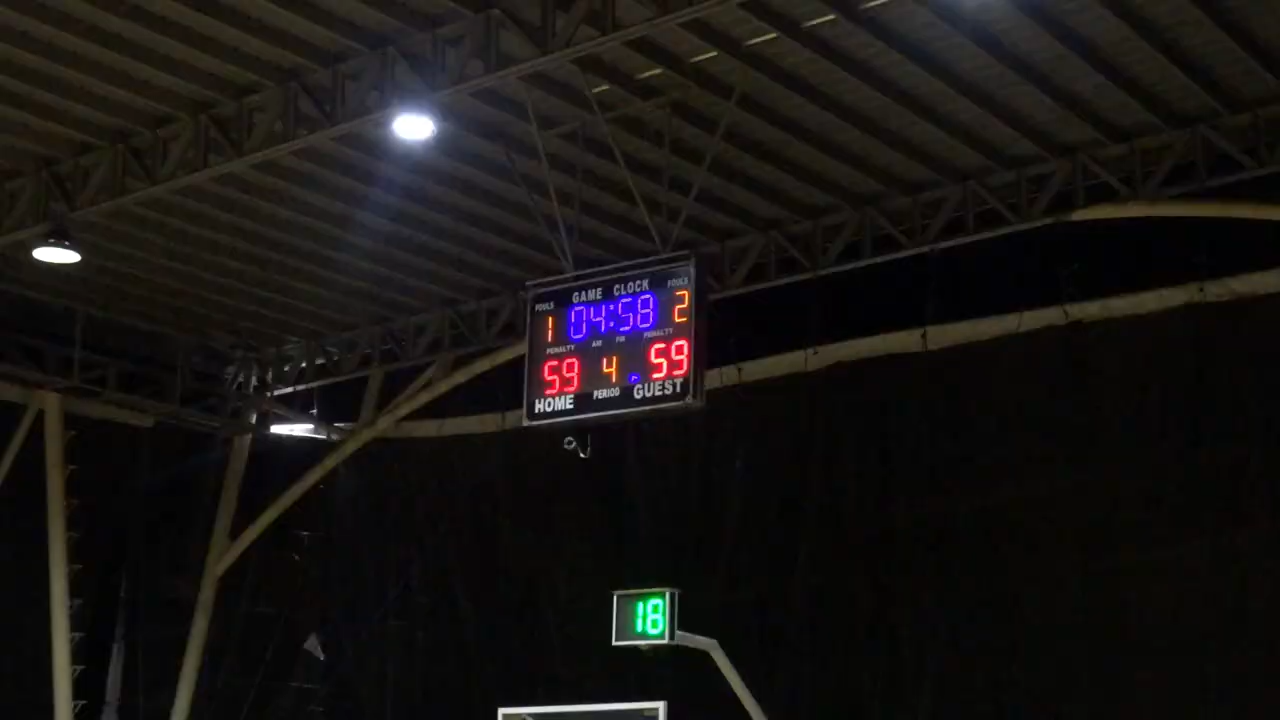 FOULS GAME CLOCK FOULS
1 04:58 2
PENALTY AM PM PENALTY
59 4 59
HOME PERIOD GUEST
18